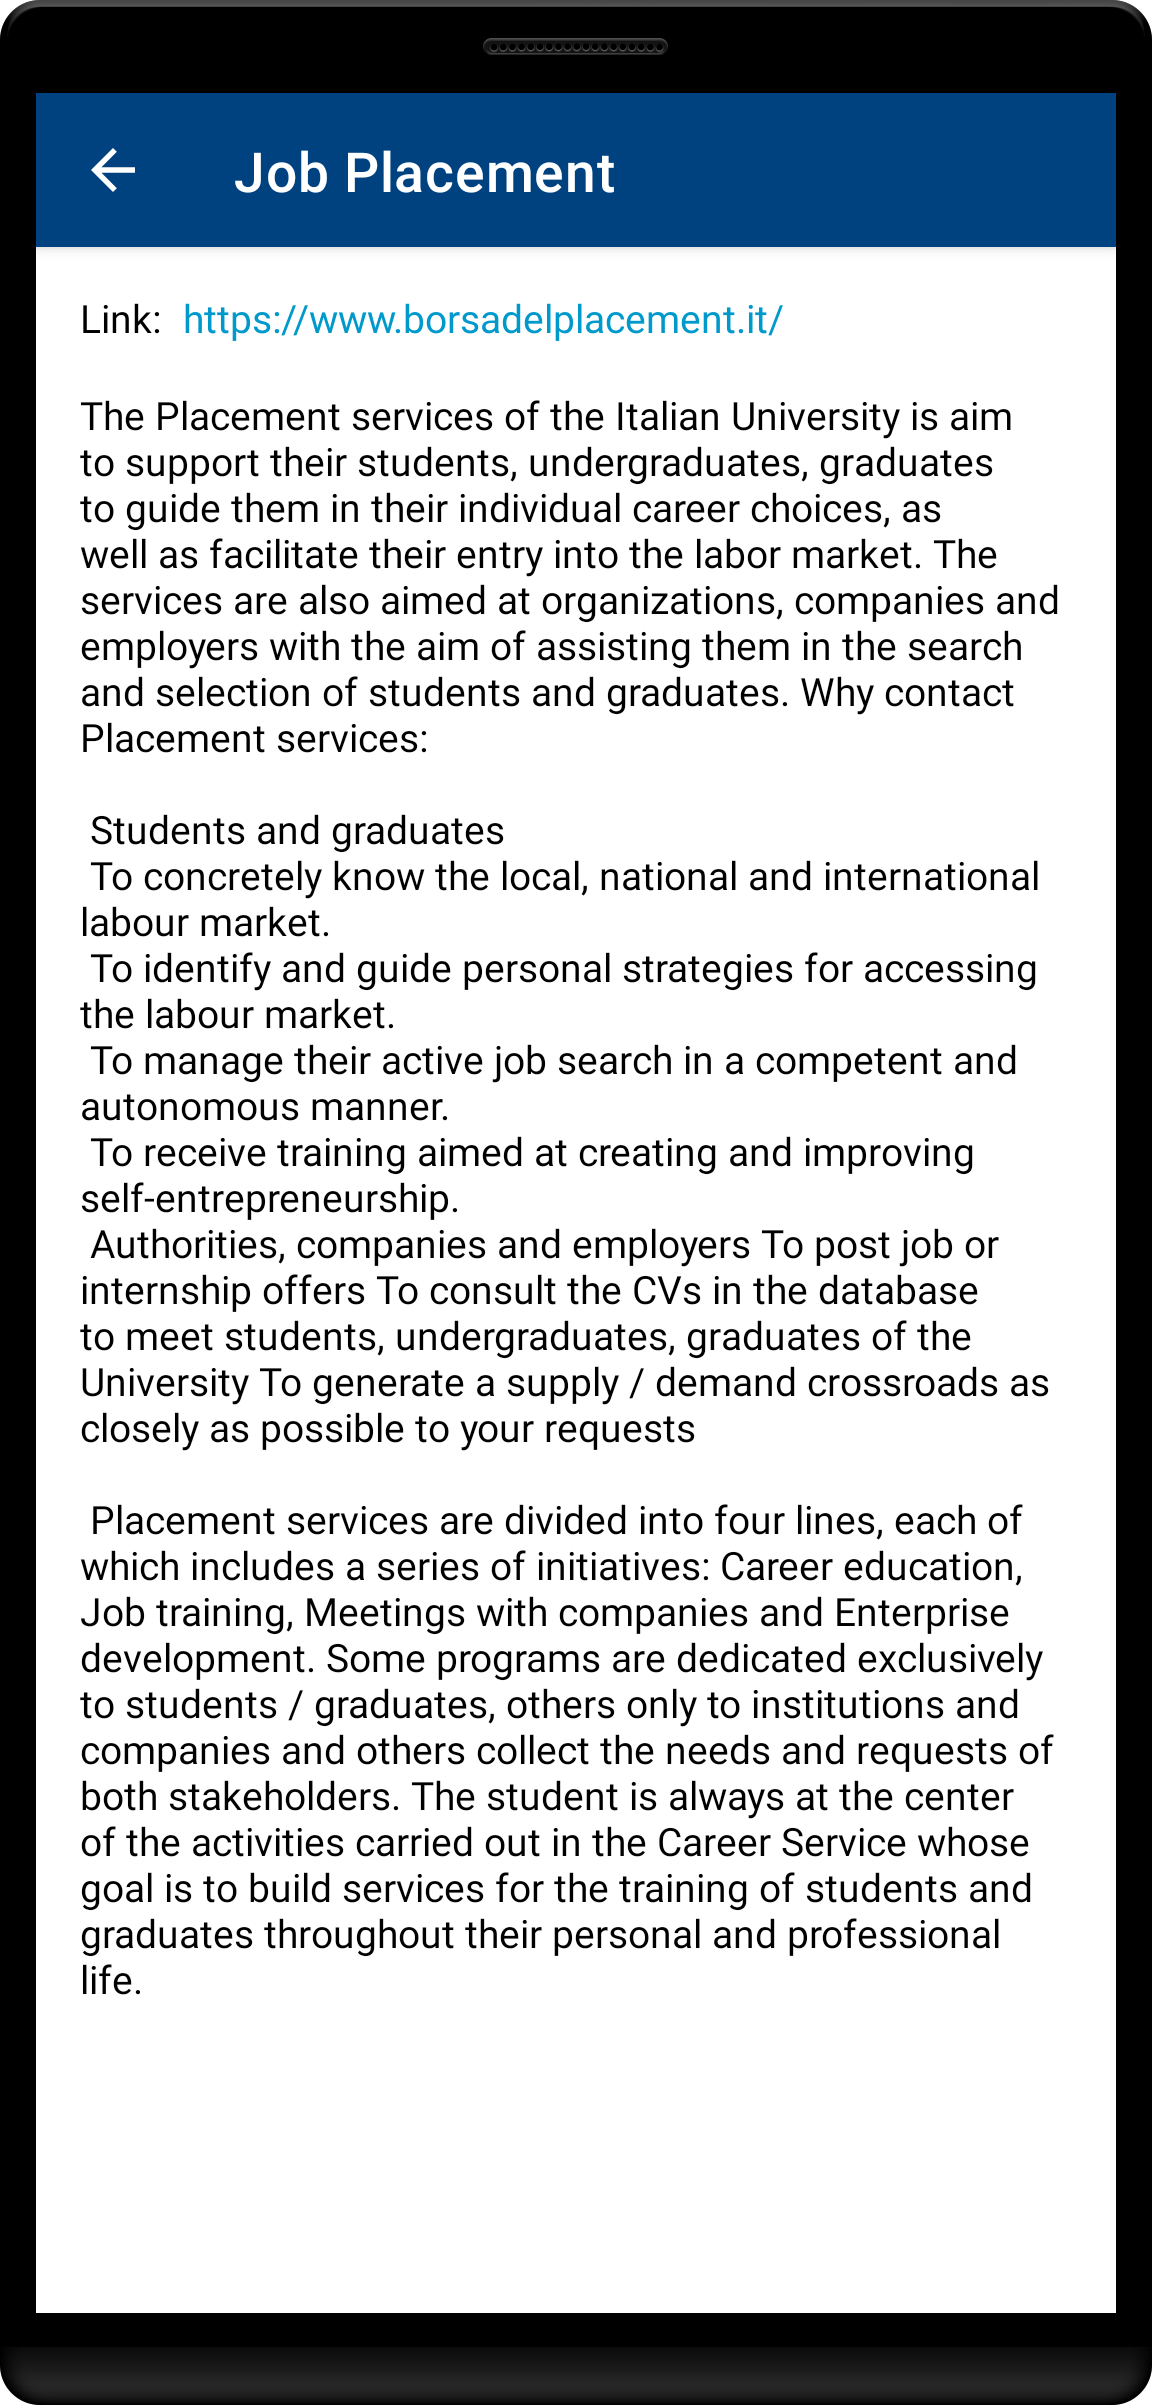 Job Placement
Link: https://www.borsadelplacement.it/
The Placement services of the Italian University is aim
to support their students, undergraduates, graduates
to guide them in their individual career choices, as
well as facilitate their entry into the labor market. The
services are also aimed at organizations, companies and
employers with the aim of assisting them in the search
and selection of students and graduates. Why contact
Placement services:
Students and graduates
To concretely know the local, national and international
labour market.
To identify and guide personal strategies for accessing
the labour market.
To manage their active job search in a competent and
autonomous manner.
To receive training aimed at creating and improving
self-entrepreneurship.
Authorities, companies and employers To post job or
internship offers To consult the CVs in the database
to meet students, undergraduates, graduates of the
University To generate a supply / demand crossroads as
closely as possible to your requests
Placement services are divided into four lines, each of
which includes a series of initiatives: Career education,
Job training, Meetings with companies and Enterprise
development. Some programs are dedicated exclusively
to students / graduates, others only to institutions and
companies and others collect the needs and requests of
both stakeholders. The student is always at the center
of the activities carried out in the Career Service whose
goal is to build services for the training of students and
graduates throughout their personal and professional
life.